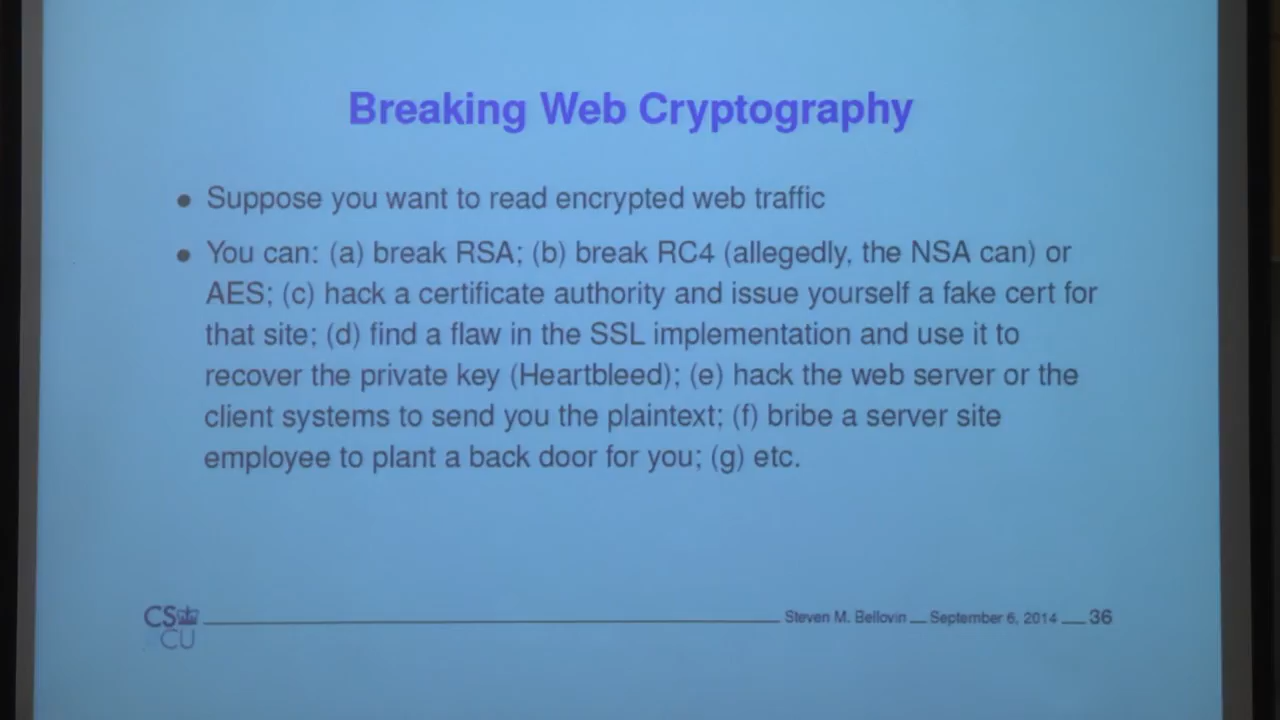 Breaking Web Cryptography
• Suppose you want to read encrypted web traffic
• You can: (a) break RSA; (b) break RC4 (allegedly, the NSA can) or
AES; (c) hack a certificate authority and issue yourself a fake cert for
that site; (d) find a flaw in the SSL implementation and use it to
recover the private key (Heartbleed); (e) hack the web server or the
client systems to send you the plaintext; (f) bribe a server site
employee to plant a back door for you; (g) etc.
CS
CU
Steven M. Bellovin __ September 6, 2014 __ 36